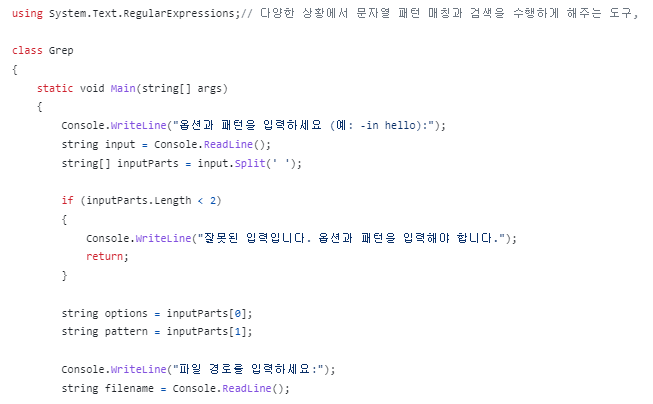 using System.Text.RegularExpressions;// 다양한 상황에서 문자열 패턴 매칭과 검색을 수행하게 해주는 도구,
class Grep
{
static void Main(string[] args)
{
Console.WriteLine("옵션과 패턴을 입력하세요 (예: -in hello):");
string input = Console.ReadLine();
string[] inputParts = input.Split(' ');
if (inputParts.Length < 2)
{
Console.WriteLine("잘못된 입력입니다. 옵션과 패턴을 입력해야 합니다.");
return;
}
string options = inputParts[0];
string pattern = inputParts[1];
Console.WriteLine("파일 경로를 입력하세요:");
string filename = Console.ReadLine();